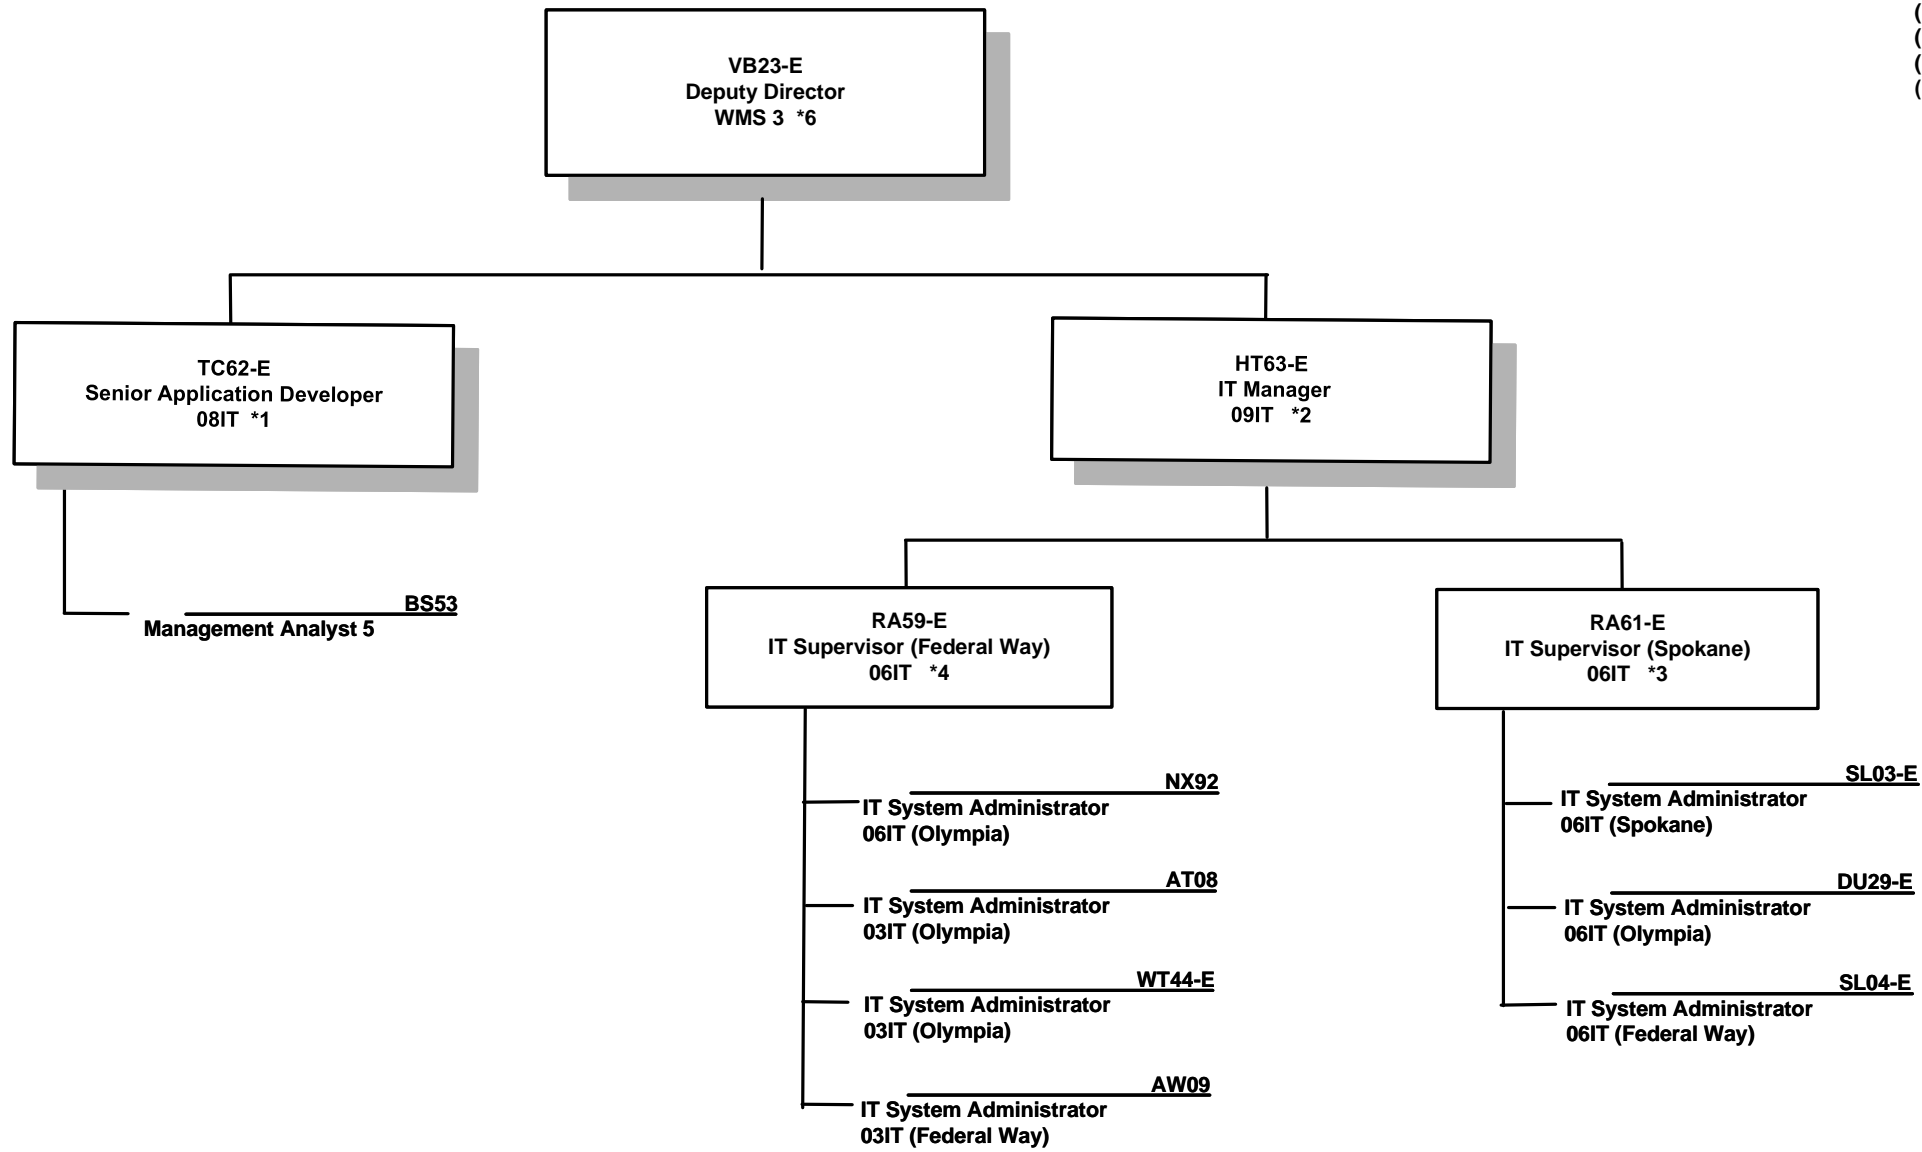 (
(
(
(
VB23-E
Deputy Director
WMS 3 *6
TC62-E
Senior Application Developer
08IT *1
HT63-E
IT Manager
09IT *2
BS53
Management Analyst 5
RA59-E
IT Supervisor (Federal Way)
06IT *4
RA61-E
IT Supervisor (Spokane)
06IT *3
NX92
IT System Administrator
06IT (Olympia)
AT08
IT System Administrator
03IT (Olympia)
WT44-E
IT System Administrator
03IT (Olympia)
AW09
IT System Administrator
03IT (Federal Way)
SL03-E
IT System Administrator
06IT (Spokane)
DU29-E
IT System Administrator
06IT (Olympia)
SL04-E
IT System Administrator
06IT (Federal Way)